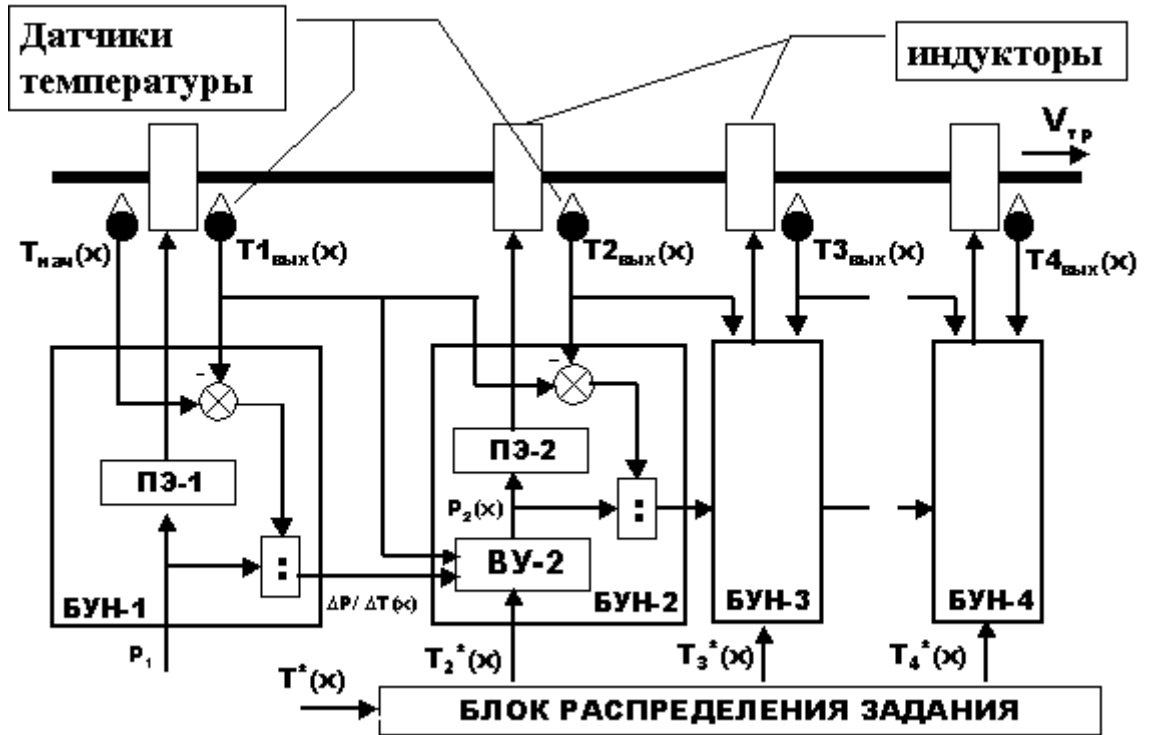 Датчики
температуры
индукторы
Vтр
Tнач(x)
T1вых(x)
T2вых(x)
T3вых(x)
T4вых(x)
–
–
ПЭ-1
ПЭ-2
P2(x)
:
:
ВУ-2
БУН-1
ΔP/ ΔT(x)
БУН-2
БУН-3
БУН-4
P1
T2*(x)
T3*(x)
T4*(x)
T*(x)
БЛОК РАСПРЕДЕЛЕНИЯ ЗАДАНИЯ